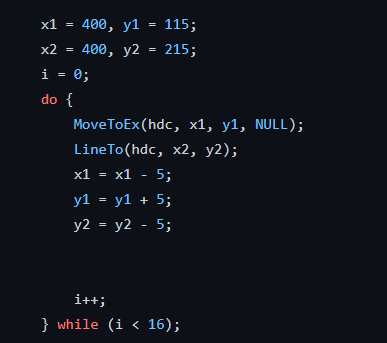 x1 = 400, y1 = 115;
x2 = 400, y2 = 215;
i = 0;
do {
MoveToEx(hdc, x1, y1, NULL);
LineTo(hdc, x2, y2);
x1 = x1 - 5;
y1 = y1 + 5;
y2 = y2 - 5;
i++;
} while (i < 16);